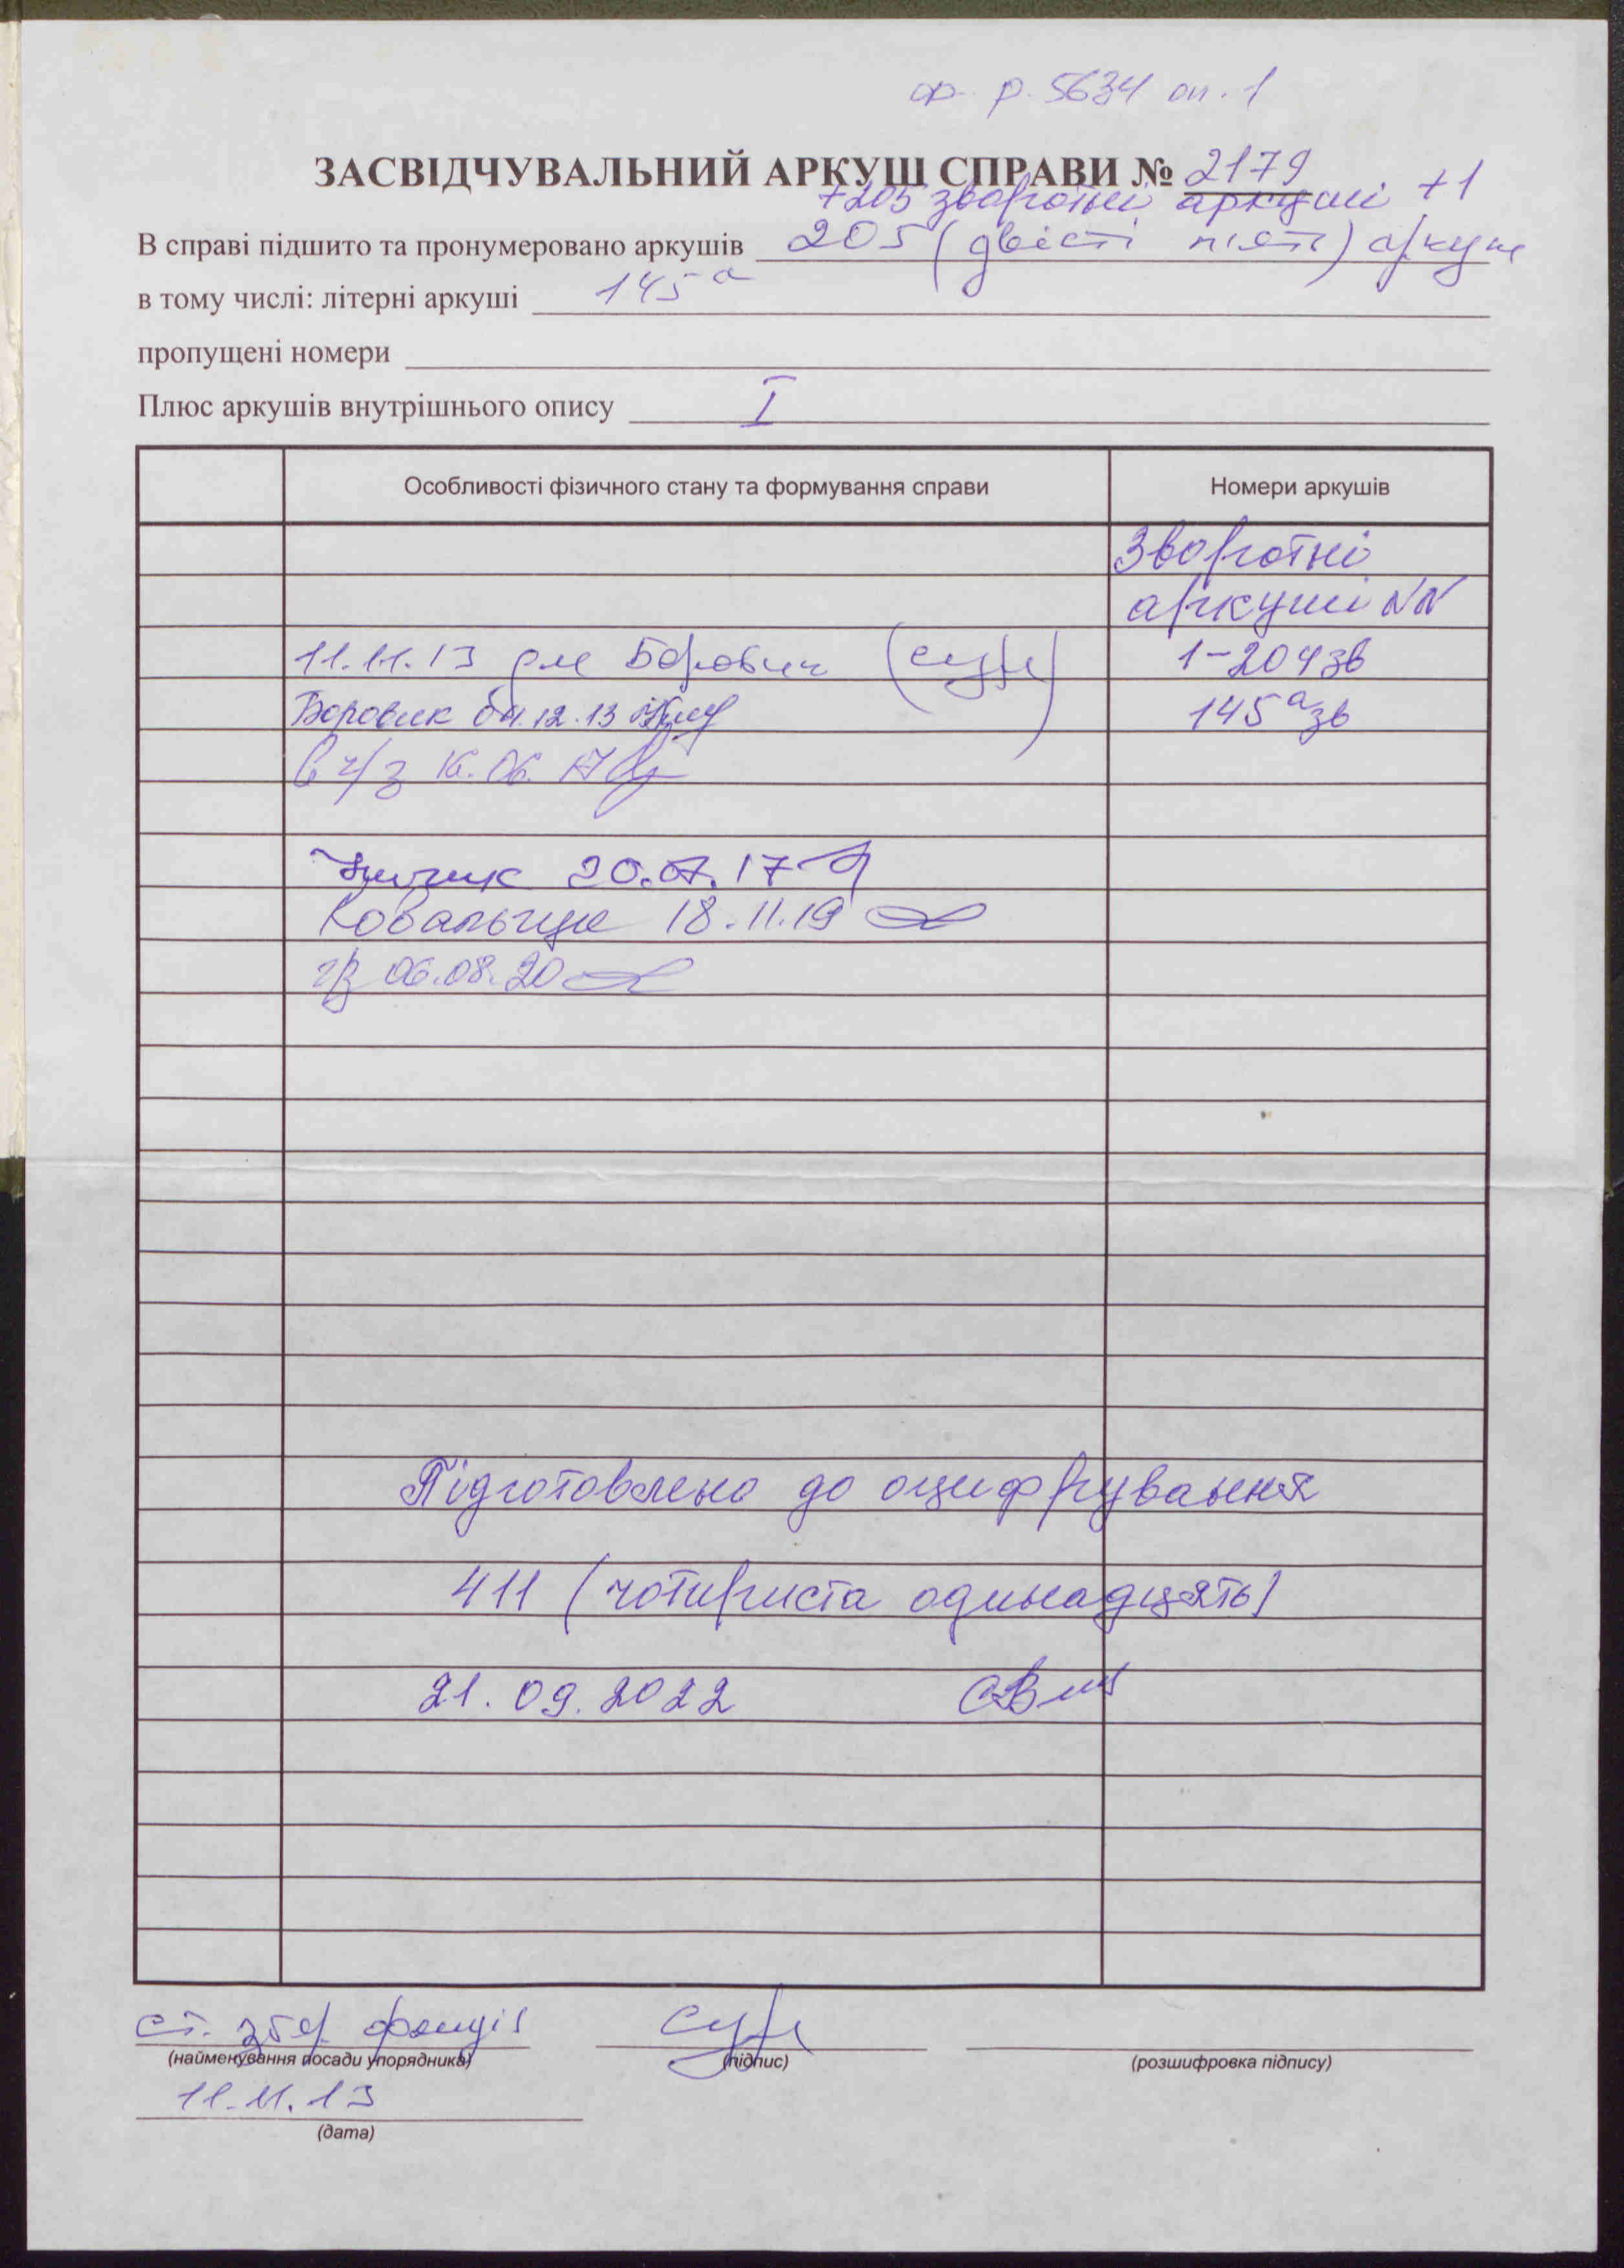 ф. р. 5634 оп. 1
ЗАСВІДЧУВАЛЬНИЙ АРКУШ СПРАВИ № 2179
+205 зворотні аркуші +1
В справі підшито та пронумеровано аркушів 205 (двісті п'ять) аркуш
в тому числі: літерні аркуші 145а
пропущені номери
Плюс аркушів внутрішнього опису I
Особливості фізичного стану та формування справи
Номери аркушів
Зворотні
аркуші NN
11.11.13 для Борович
1-204зв
Боровик 04.12.13
145а зв
в ч/з 16.06.17
20.07.17
Ковальчук 18.11.19
чз 06.08.20
Підготовлено до оцифрування
411 (чотириста одинадцять)
21.09.2022
ст. збер. фондів
(найменування посади упорядника)
(підпис)
(розшифровка підпису)
11.11.13
(дата)